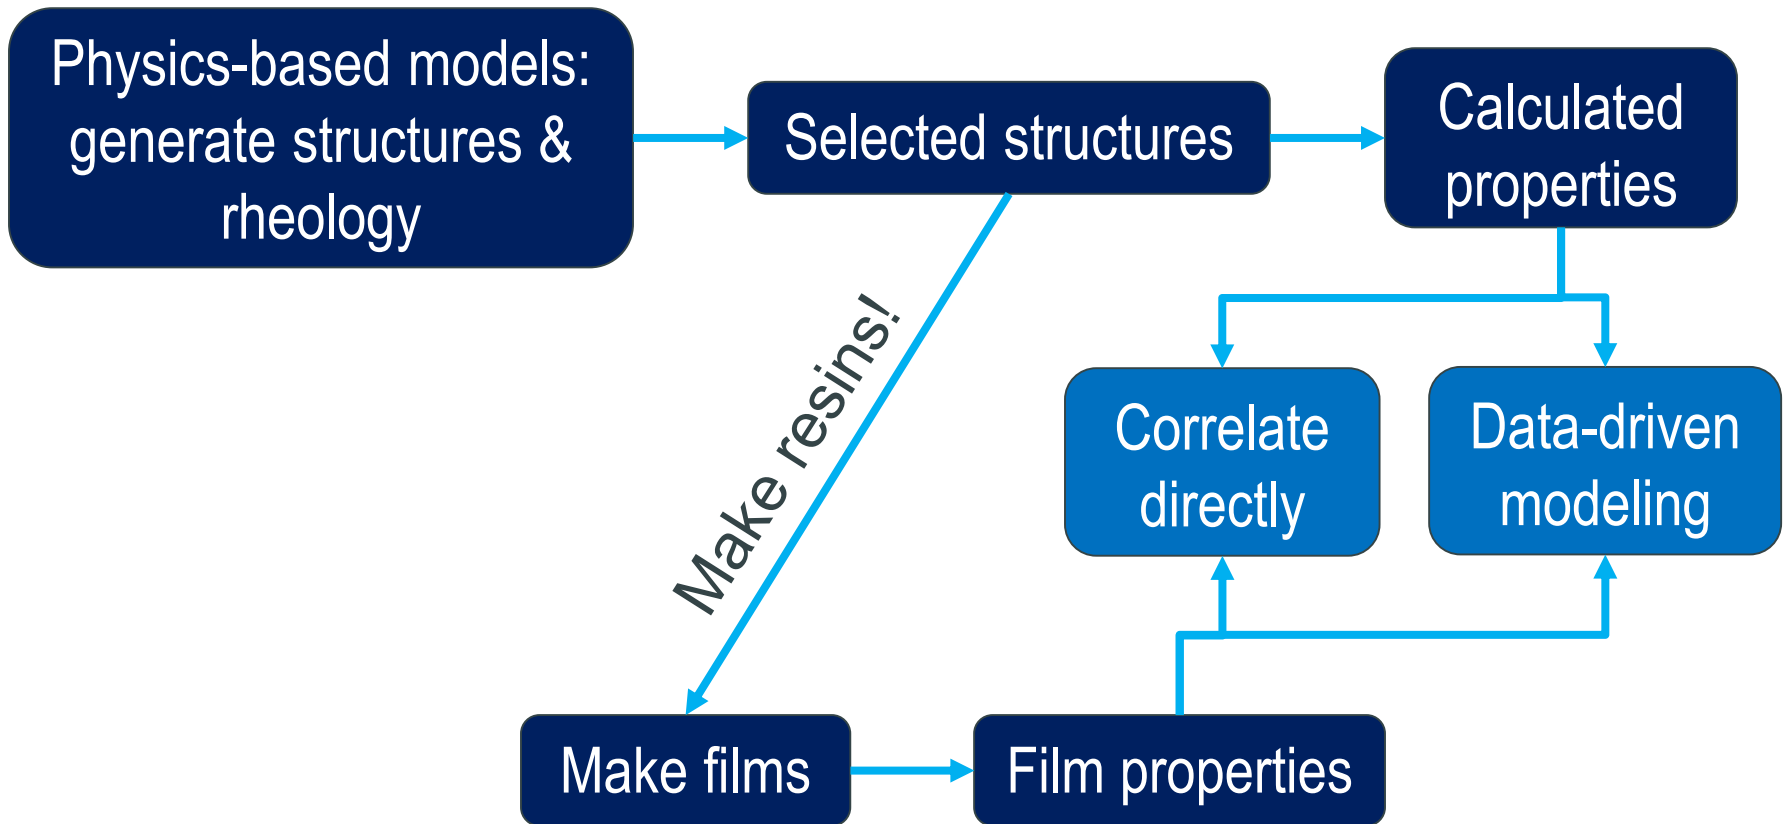 Physics-based models:
generate structures &
rheology
Selected structures
Calculated
properties
Make resins!
Correlate
directly
Data-driven
modeling
Make films
Film properties